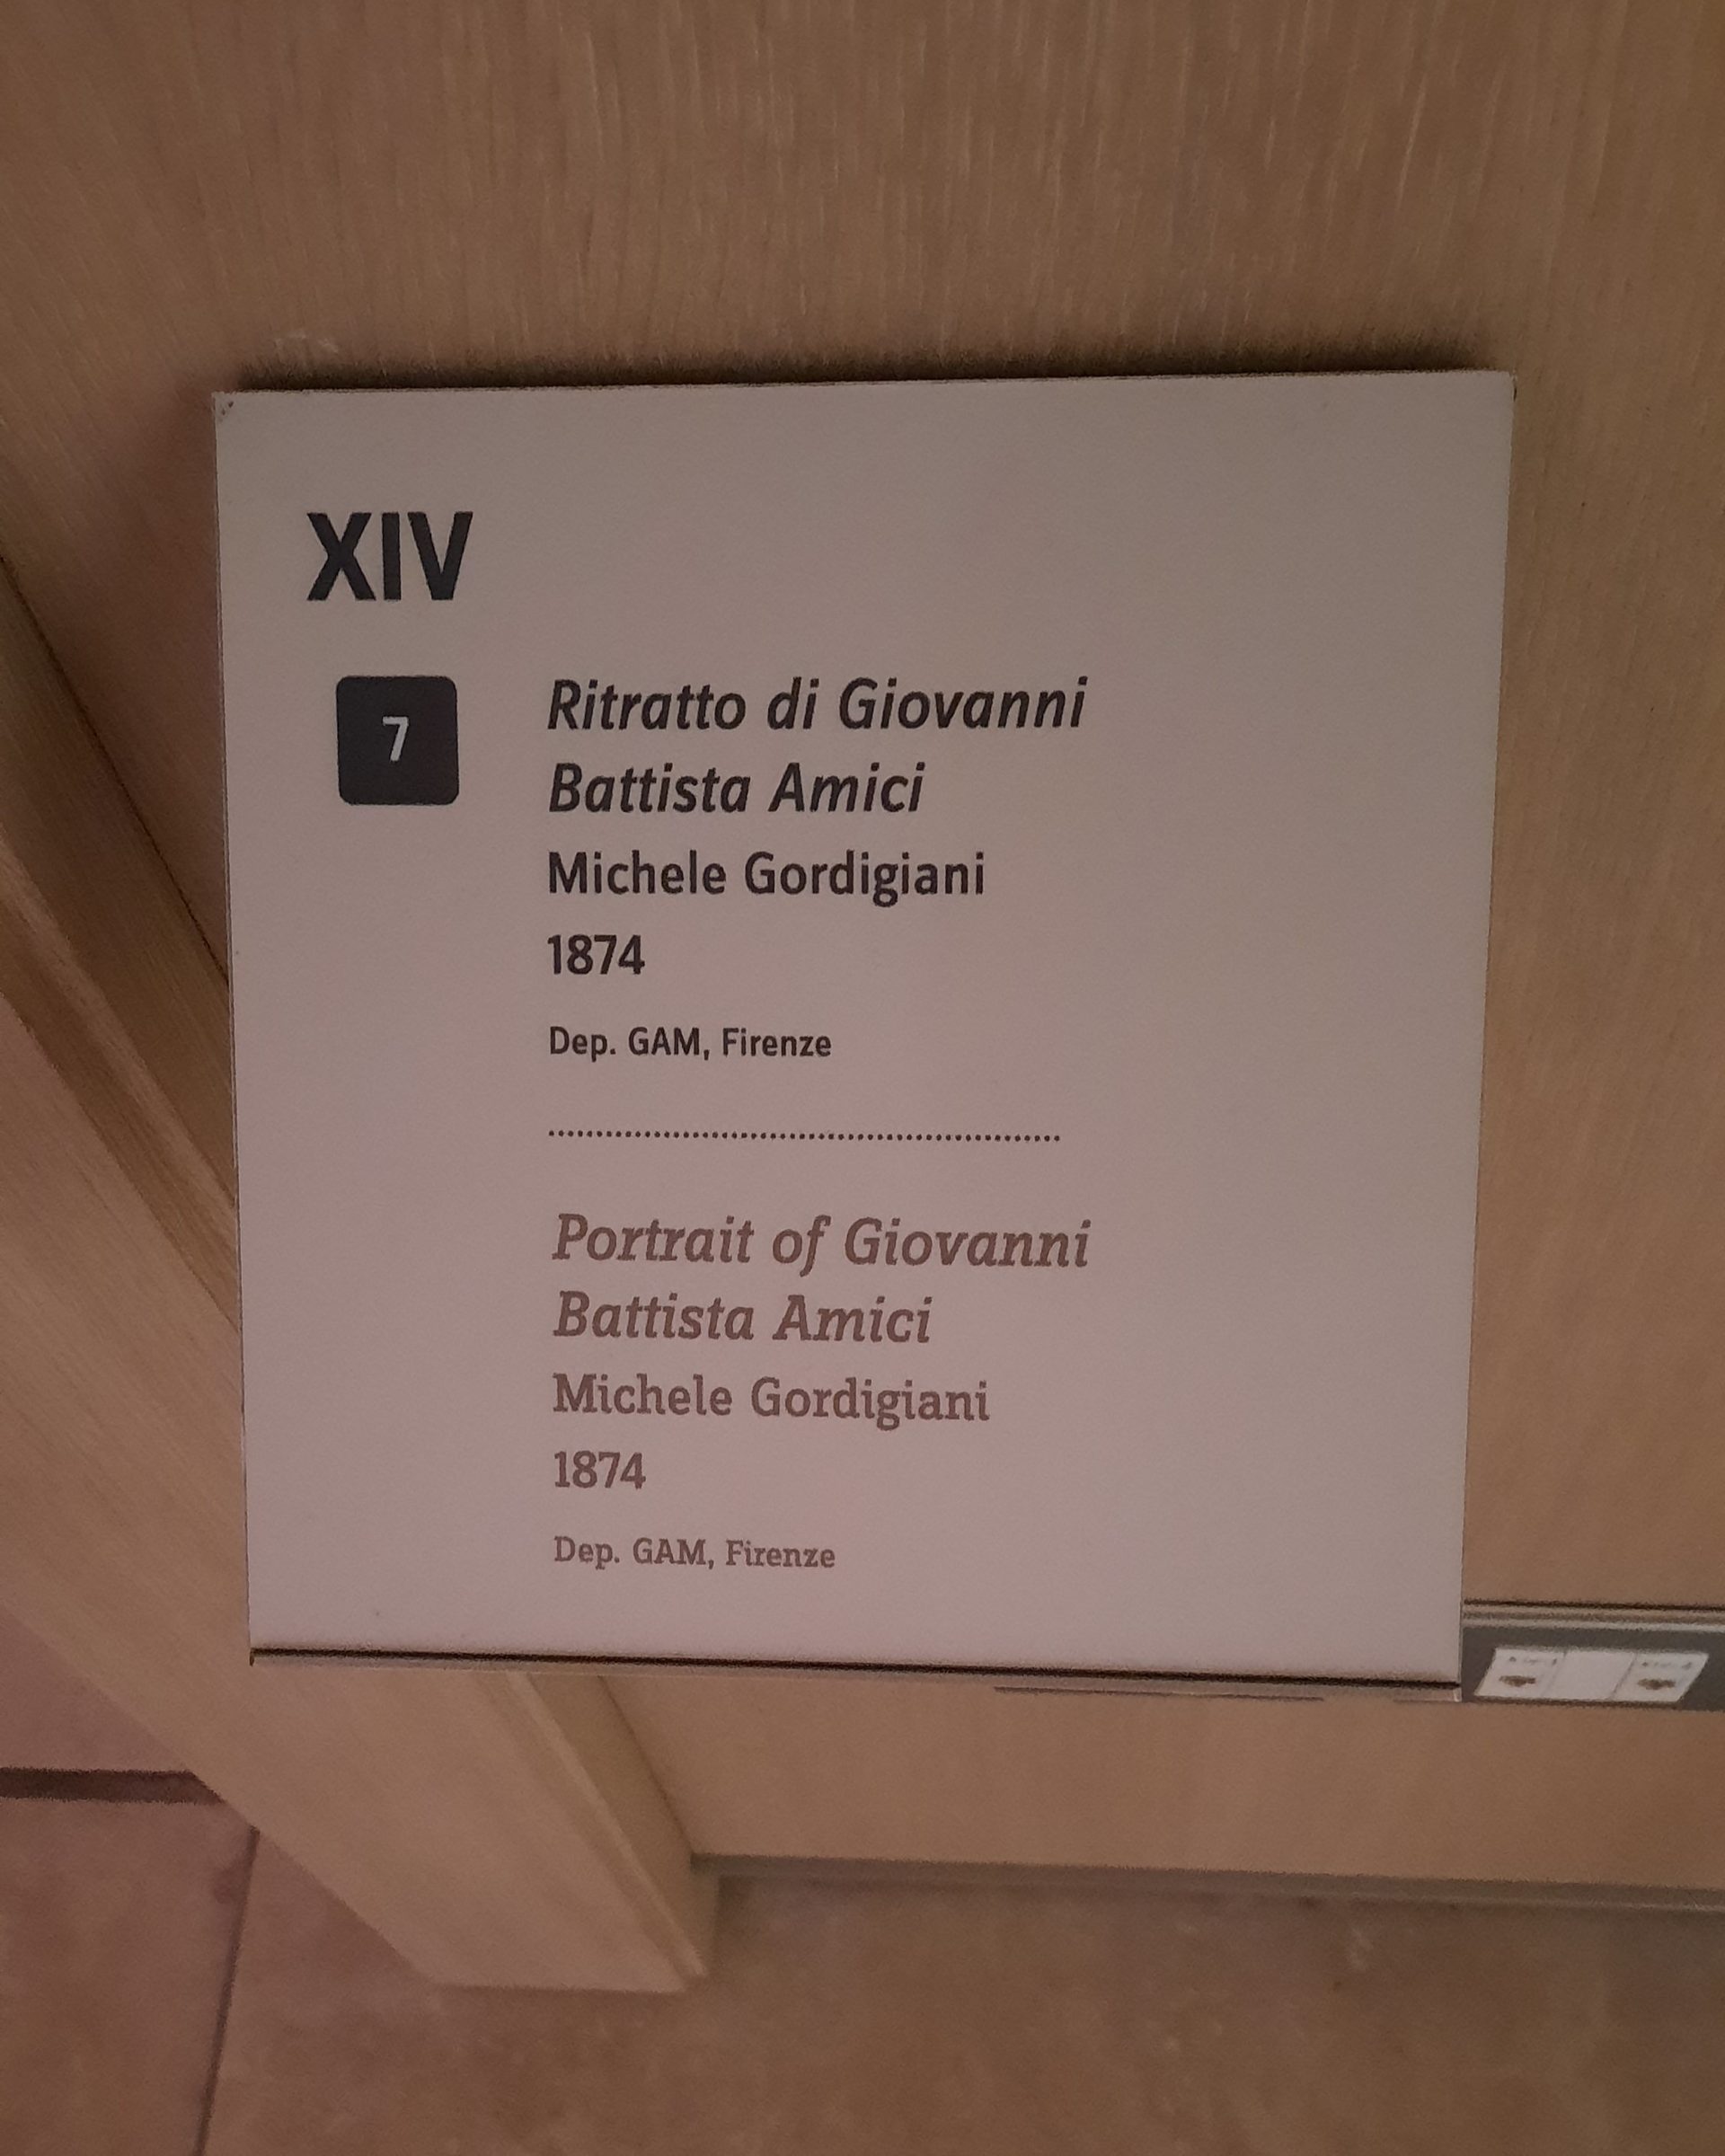 XIV
7
Ritratto di Giovanni
Battista Amici
Michele Gordigiani
1874
Dep. GAM, Firenze
Portrait of Giovanni
Battista Amici
Michele Gordigiani
1874
Dep. GAM, Firenze